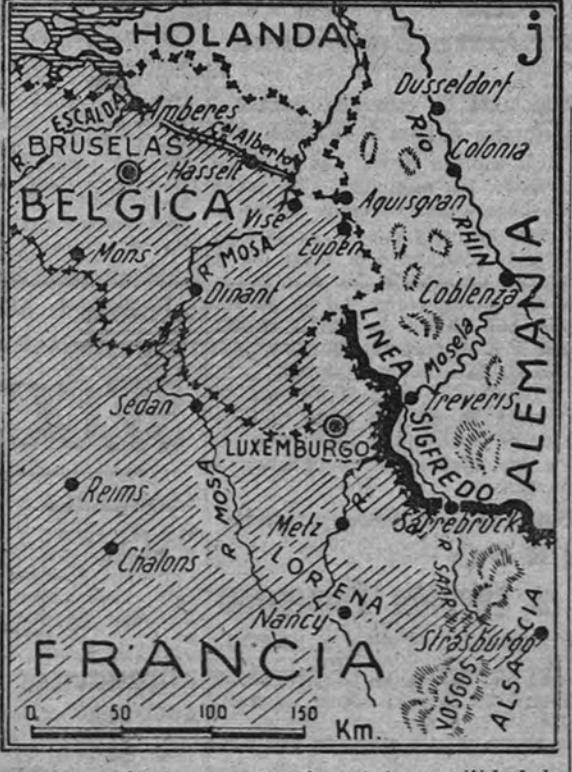 HOLANDA
j
Dusseldorf
ESCALDA
Amberes
Cal Alberto
RIO
Colonia
R
BRUSELAS
Hasselt
BELGICA
Visé
Aquisgran
RHIN
Mons
R MOSA
Eupen
Dinant
Coblenza
ALEMANIA
LINEA
Mosela
Sedan
Treveris
SIGFREDO
LUXEMBURGO
Reims
R MOSA
R
Metz
Sarrebruck
Chalons
LORENA
R SAAR
Nancy
Strasburgo
ALSACIA
FRANCIA
VOSGOS
0 50 100 150 Km.